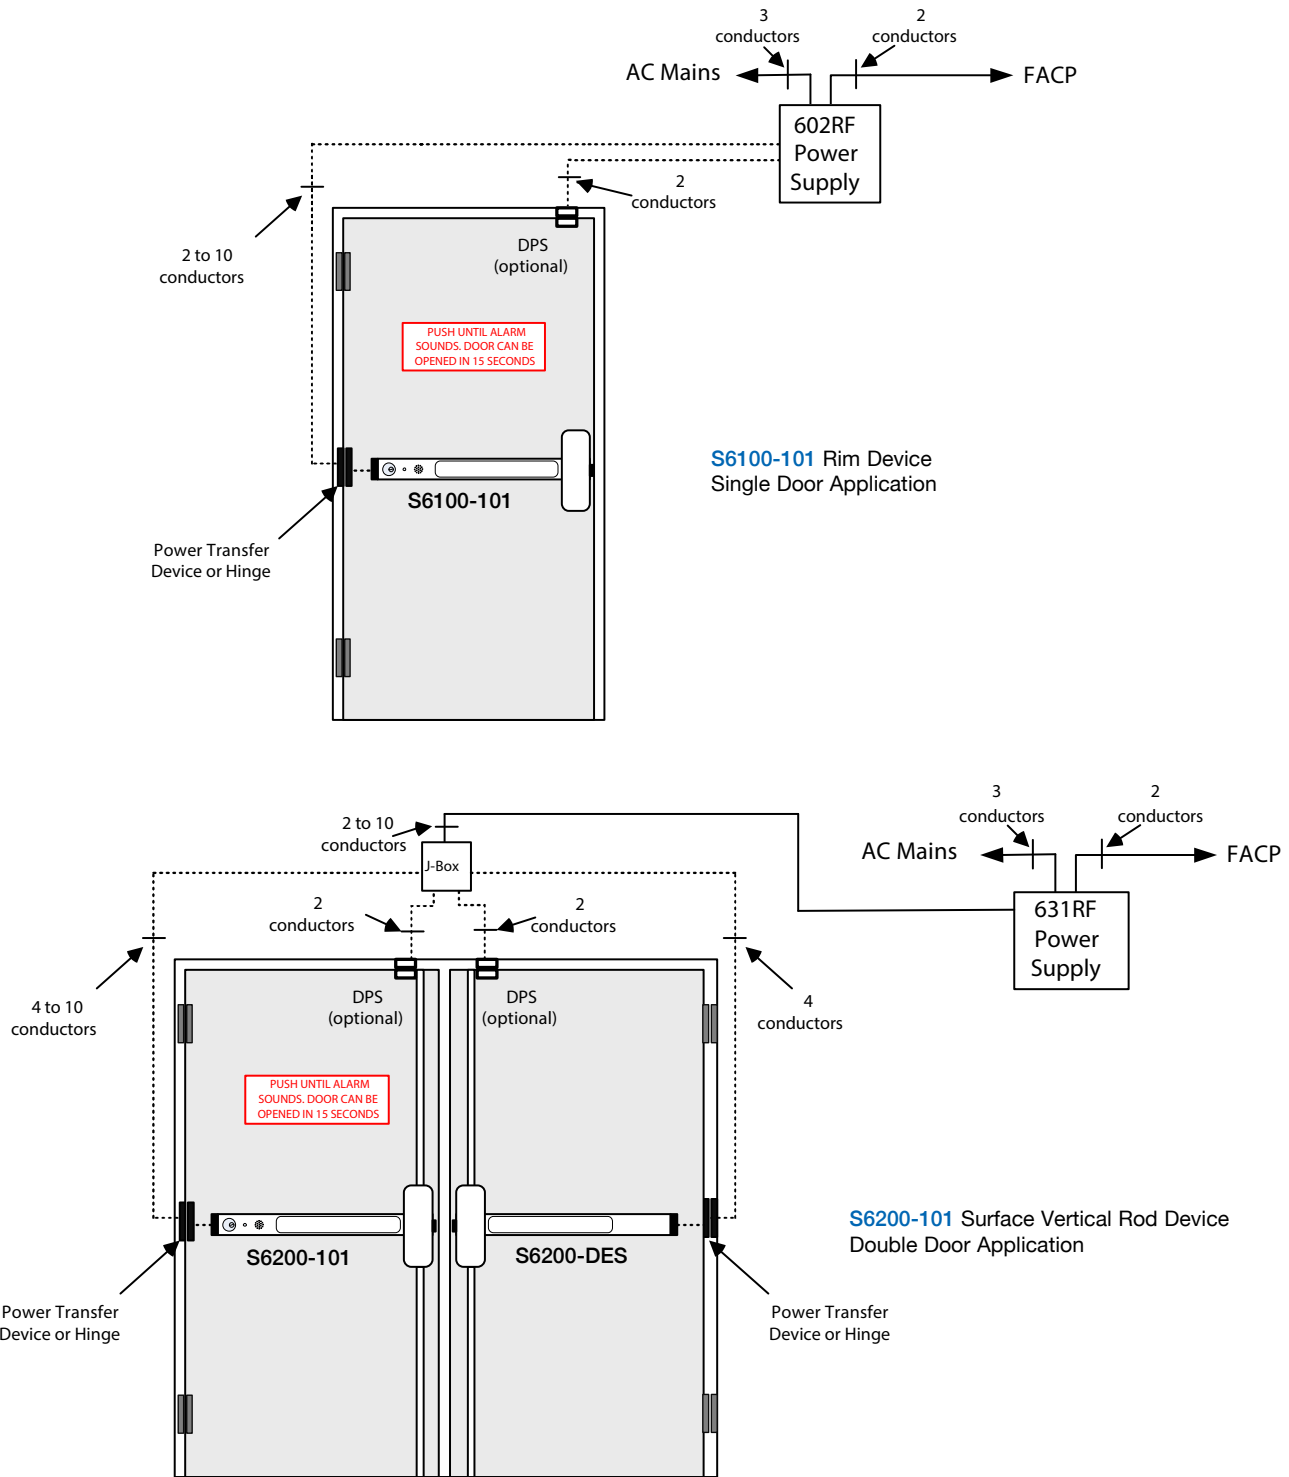 3
conductors
2
conductors
AC Mains
FACP
602RF
Power
Supply
2
conductors
2 to 10
conductors
DPS
(optional)
PUSH UNTIL ALARM
SOUNDS. DOOR CAN BE
OPENED IN 15 SECONDS
S6100-101 Rim Device
Single Door Application
S6100-101
Power Transfer
Device or Hinge
3
conductors
2
conductors
2 to 10
conductors
AC Mains
FACP
J-Box
631RF
Power
Supply
2
conductors
2
conductors
4 to 10
conductors
DPS
(optional)
DPS
(optional)
4
conductors
PUSH UNTIL ALARM
SOUNDS. DOOR CAN BE
OPENED IN 15 SECONDS
S6200-101 Surface Vertical Rod Device
Double Door Application
S6200-101
S6200-DES
Power Transfer
Device or Hinge
Power Transfer
Device or Hinge